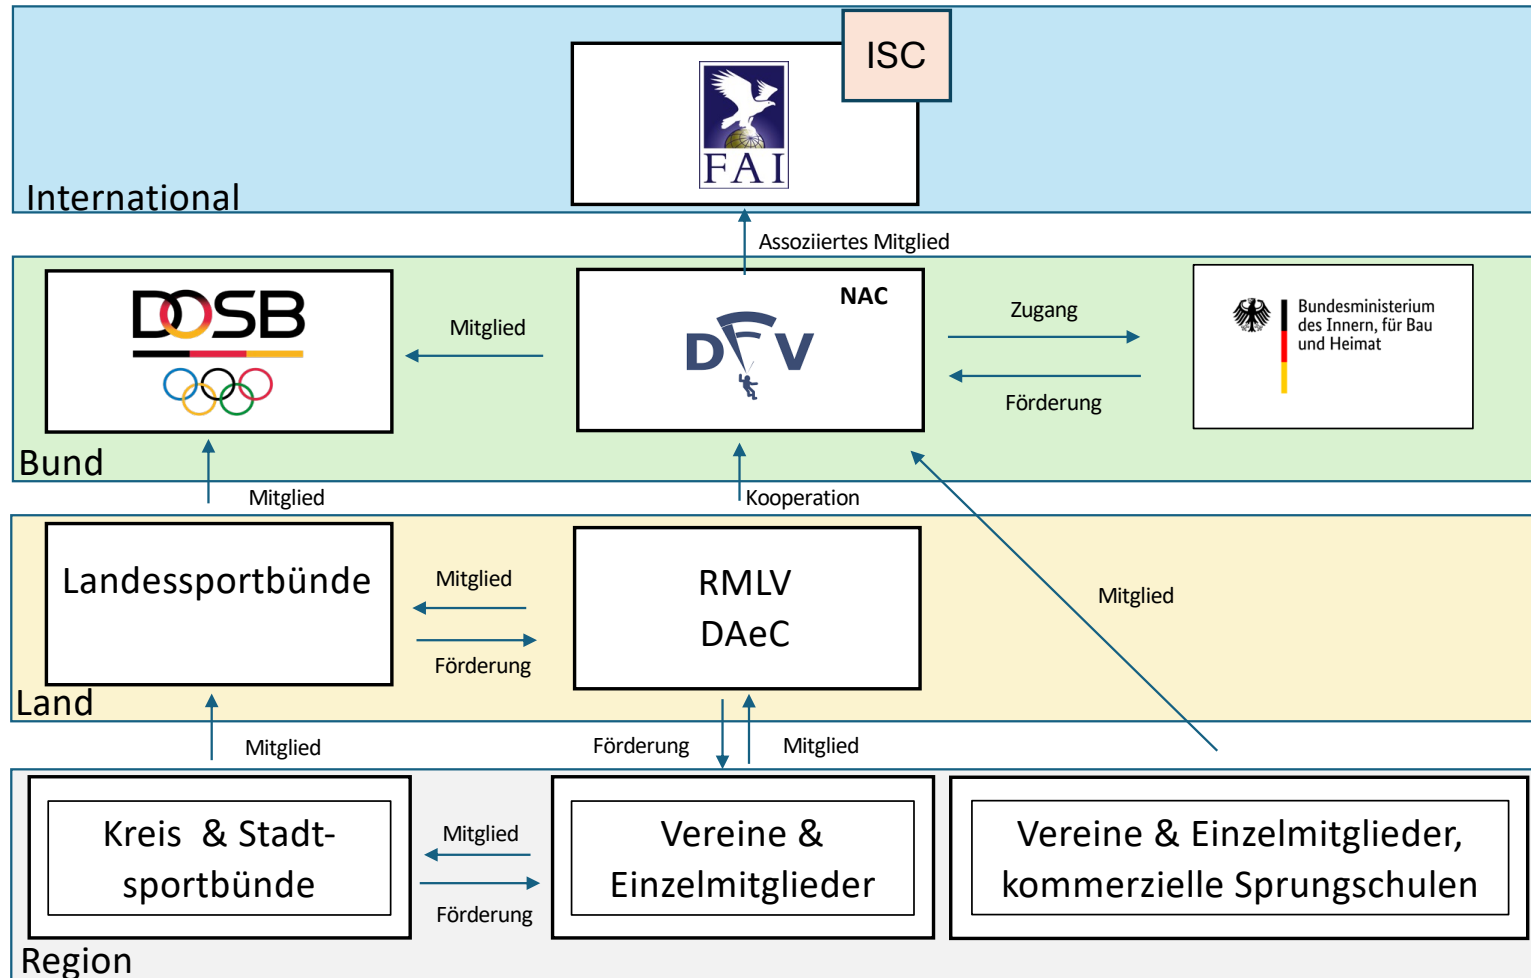 ISC
FAI
International
Assoziiertes Mitglied
DOSB
Mitglied
NAC
DFV
Zugang
Förderung
Bundesministerium
des Innern, für Bau
und Heimat
Bund
Mitglied
Kooperation
Landessportbünde
Mitglied
Förderung
RMLV
DAeC
Mitglied
Land
Mitglied
Förderung
Mitglied
Kreis & Stadt-
sportbünde
Mitglied
Förderung
Vereine &
Einzelmitglieder
Vereine & Einzelmitglieder,
kommerzielle Sprungschulen
Region